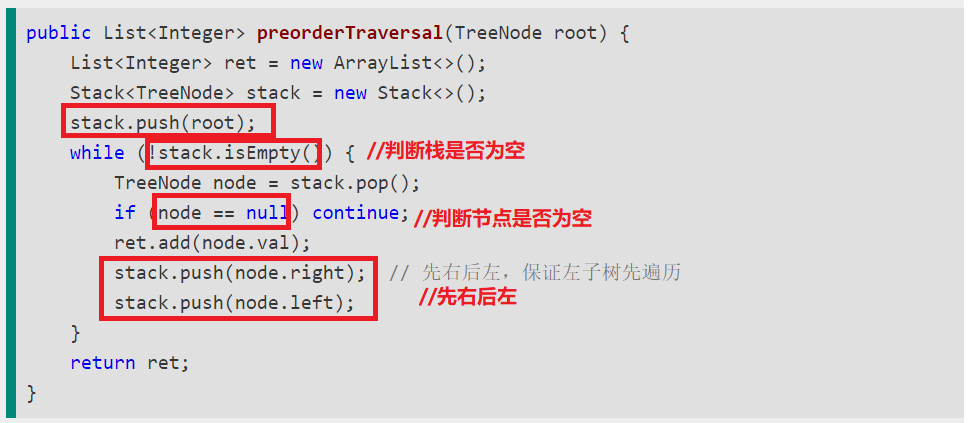 public List<Integer> preorderTraversal(TreeNode root) {
    List<Integer> ret = new ArrayList<>();
    Stack<TreeNode> stack = new Stack<>();
    stack.push(root);
    while (!stack.isEmpty()) { //判断栈是否为空
        TreeNode node = stack.pop();
        if (node == null) continue; //判断节点是否为空
        ret.add(node.val);
        stack.push(node.right);  // 先右后左，保证左子树先遍历
        stack.push(node.left); //先右后左
    }
    return ret;
}